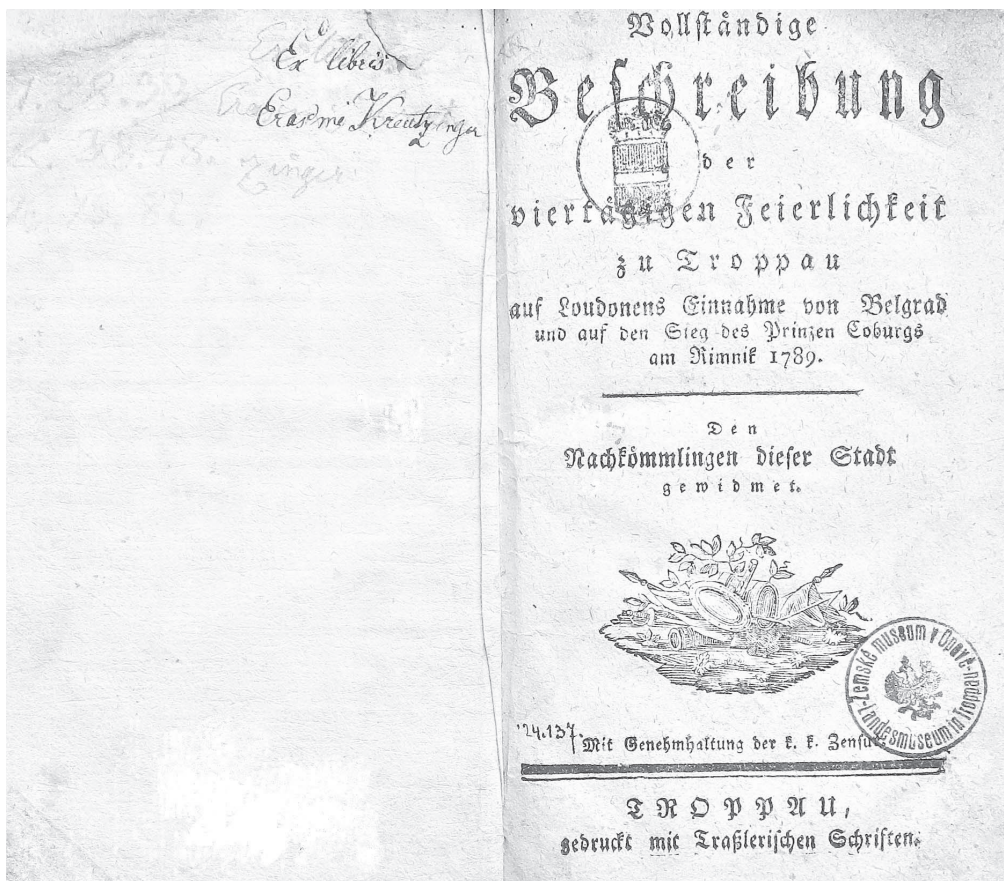 Ex libris
Erasmi Kreutzinger
Vollſtändige
Beſchreibung
der
viertägigen Feierlichkeit
zu Troppau
auf Loudonens Einnahme von Belgrad
und auf den Sieg des Prinzen Coburgs
am Rimnik 1789.
Den
Nachkömmlingen dieſer Stadt
gewidmet.
Zemské museum v Opavě
Landesmuseum in Troppau
24.137.
Mit Genehmhaltung der k. k. Zenſur
TROPPAU,
gedruckt mit Traßleriſchen Schriften.